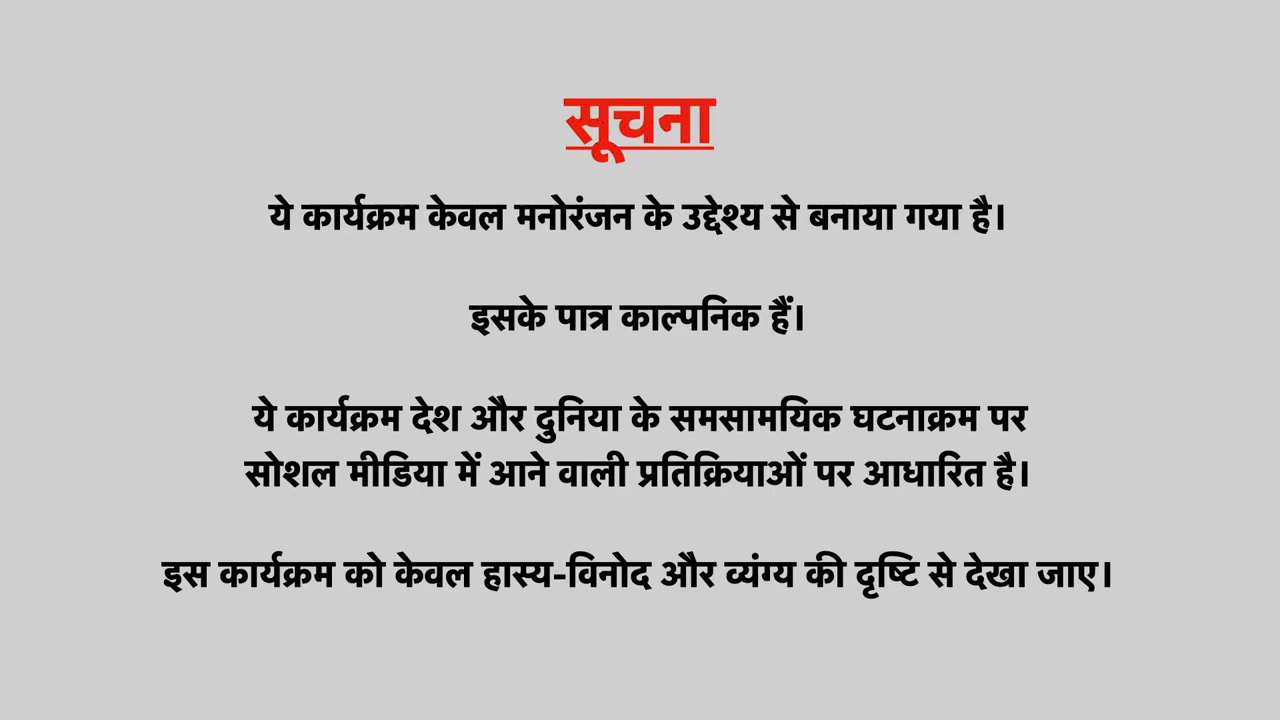 सूचना
ये कार्यक्रम केवल मनोरंजन के उद्देश्य से बनाया गया है।
इसके पात्र काल्पनिक हैं।
ये कार्यक्रम देश और दुनिया के समसामयिक घटनाक्रम पर
सोशल मीडिया में आने वाली प्रतिक्रियाओं पर आधारित है।
इस कार्यक्रम को केवल हास्य-विनोद और व्यंग्य की दृष्टि से देखा जाए।